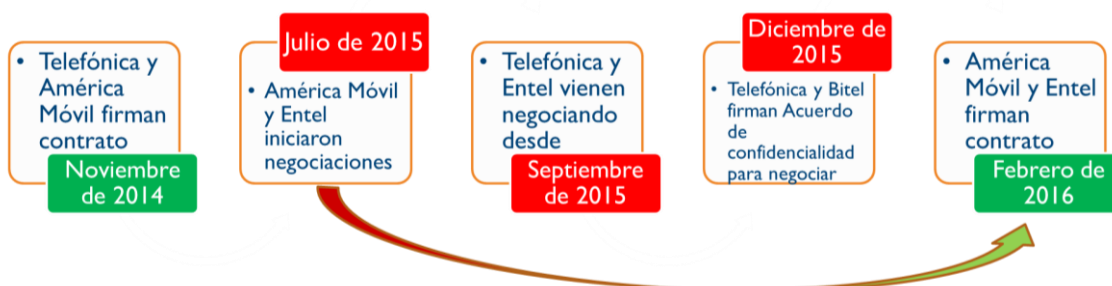 • Telefónica y
América
Móvil firman
contrato
Noviembre
de 2014
Julio de 2015
• América Móvil
y Entel
iniciaron
negociaciones
• Telefónica y
Entel vienen
negociando
desde
Septiembre
de 2015
Diciembre de
2015
• Telefónica y Bitel
firman Acuerdo
de
confidencialidad
para negociar
• América
Móvil y Entel
firman
contrato
Febrero de
2016